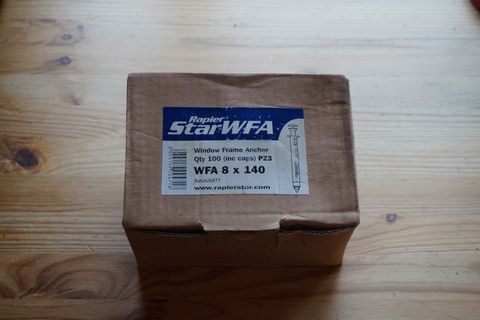 Rapier
StarWFA
Window Frame Anchor
Qty 100 (inc caps) PZ3
WFA 8 x 140
www.rapierstar.com